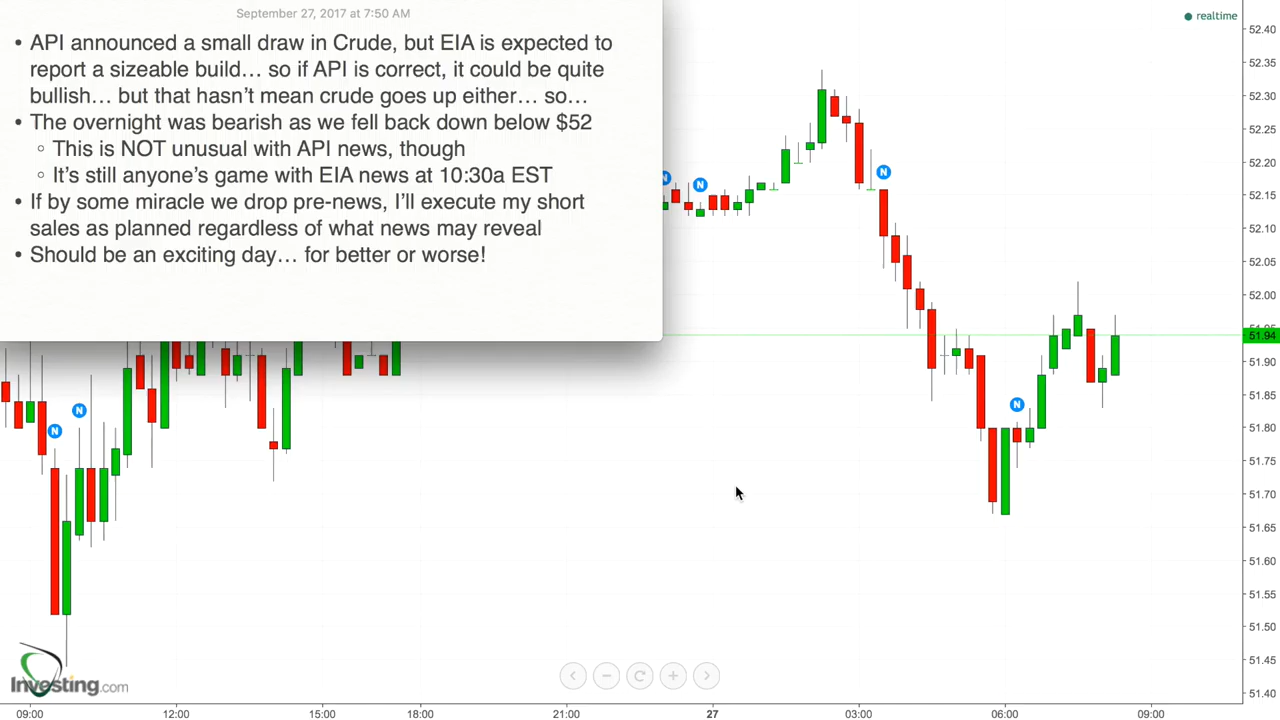 September 27, 2017 at 7:50 AM
• API announced a small draw in Crude, but EIA is expected to
report a sizeable build… so if API is correct, it could be quite
bullish… but that hasn't mean crude goes up either… so…
• The overnight was bearish as we fell back down below $52
◦ This is NOT unusual with API news, though
◦ It's still anyone's game with EIA news at 10:30a EST
• If by some miracle we drop pre-news, I'll execute my short
sales as planned regardless of what news may reveal
• Should be an exciting day… for better or worse!
realtime
52.40
52.35
52.30
52.25
52.20
52.15
52.10
52.05
52.00
51.94
51.90
51.85
51.80
51.75
51.70
51.65
51.60
51.55
51.50
51.45
51.40
N
N
N
N
N
N
Investing.com
09:00
12:00
15:00
18:00
21:00
27
03:00
06:00
09:00